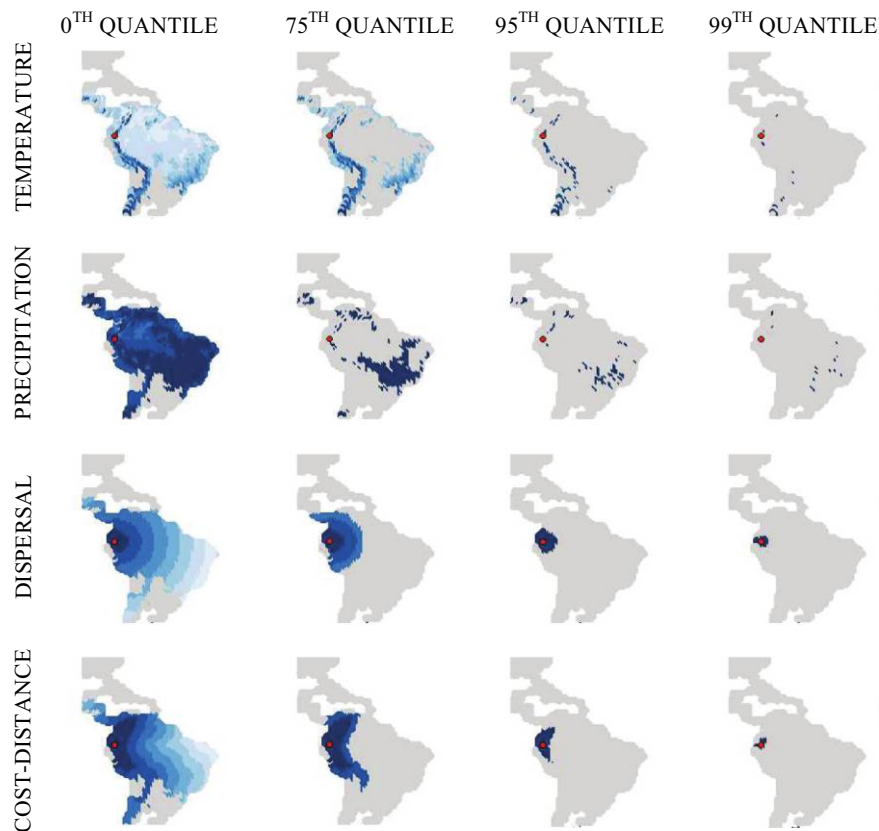 0TH QUANTILE 75TH QUANTILE 95TH QUANTILE 99TH QUANTILE
TEMPERATURE
PRECIPITATION
DISPERSAL
COST-DISTANCE